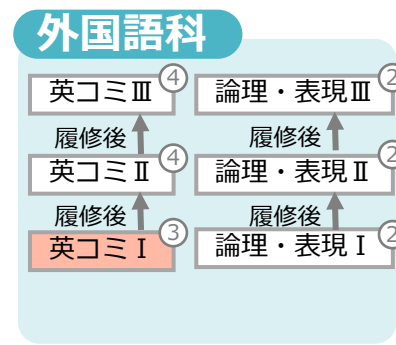 外国語科
英コミⅢ ④ 論理・表現Ⅲ ②
履修後 履修後
英コミⅡ ④ 論理・表現Ⅱ ②
履修後 履修後
英コミⅠ ③ 論理・表現Ⅰ ②